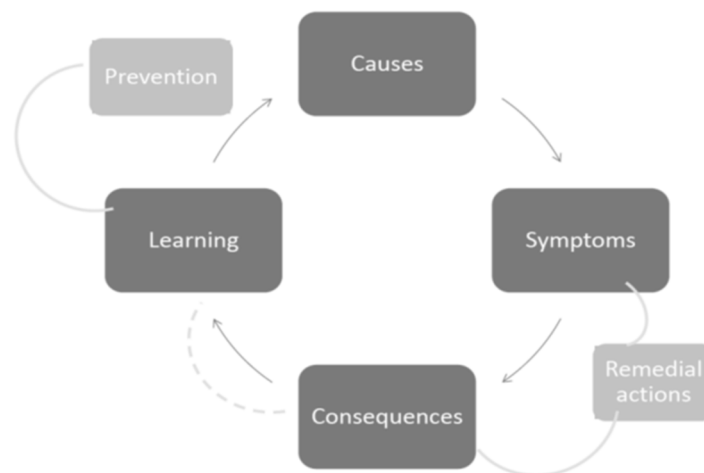 Causes
Prevention
Learning
Symptoms
Remedial
actions
Consequences